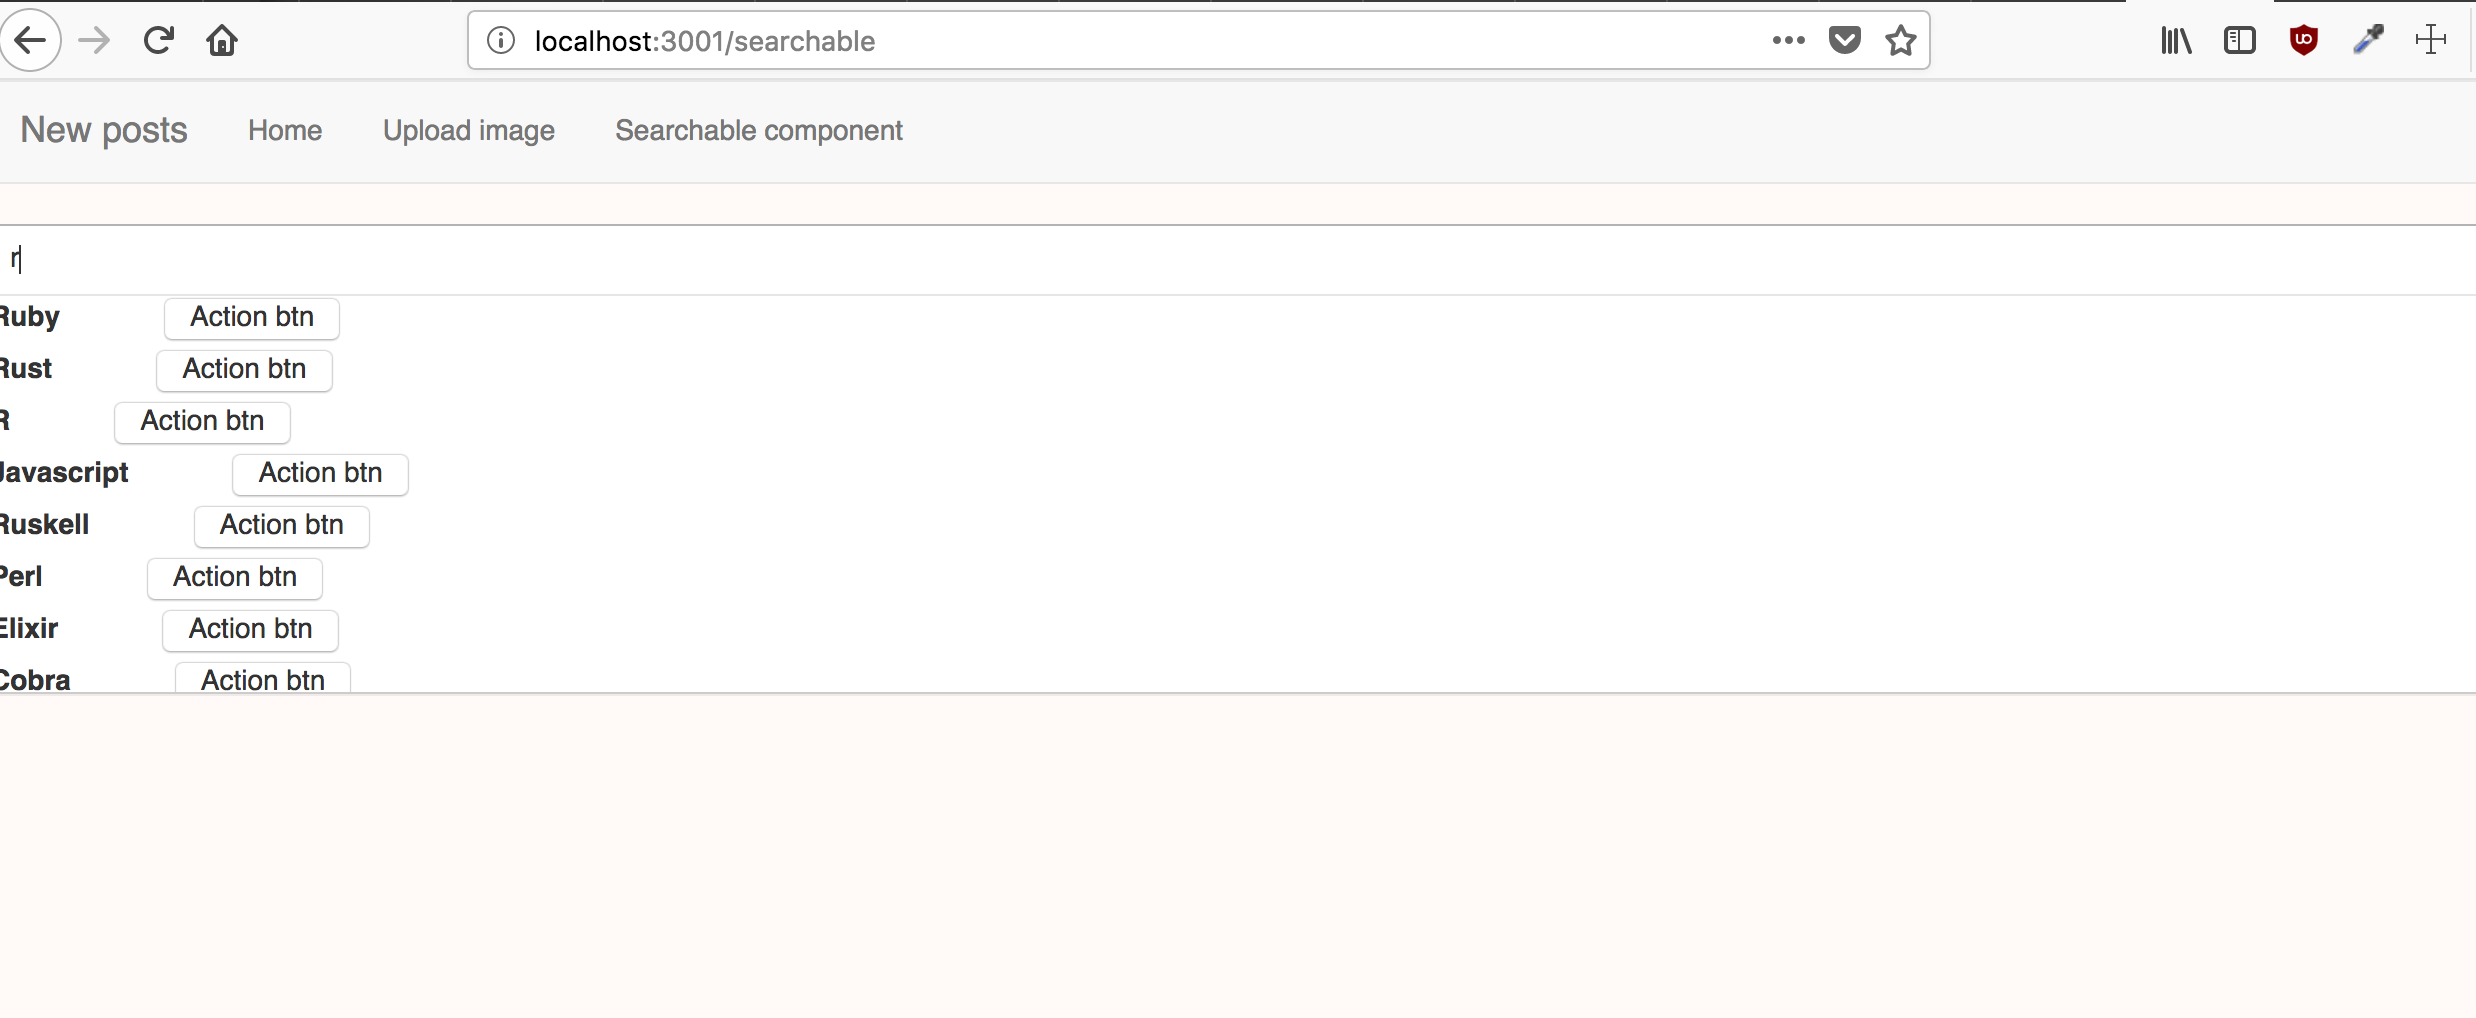 localhost:3001/searchable
New posts Home Upload image Searchable component
r
Ruby Action btn
Rust Action btn
R Action btn
Javascript Action btn
Ruskell Action btn
Perl Action btn
Elixir Action btn
Cobra Action btn